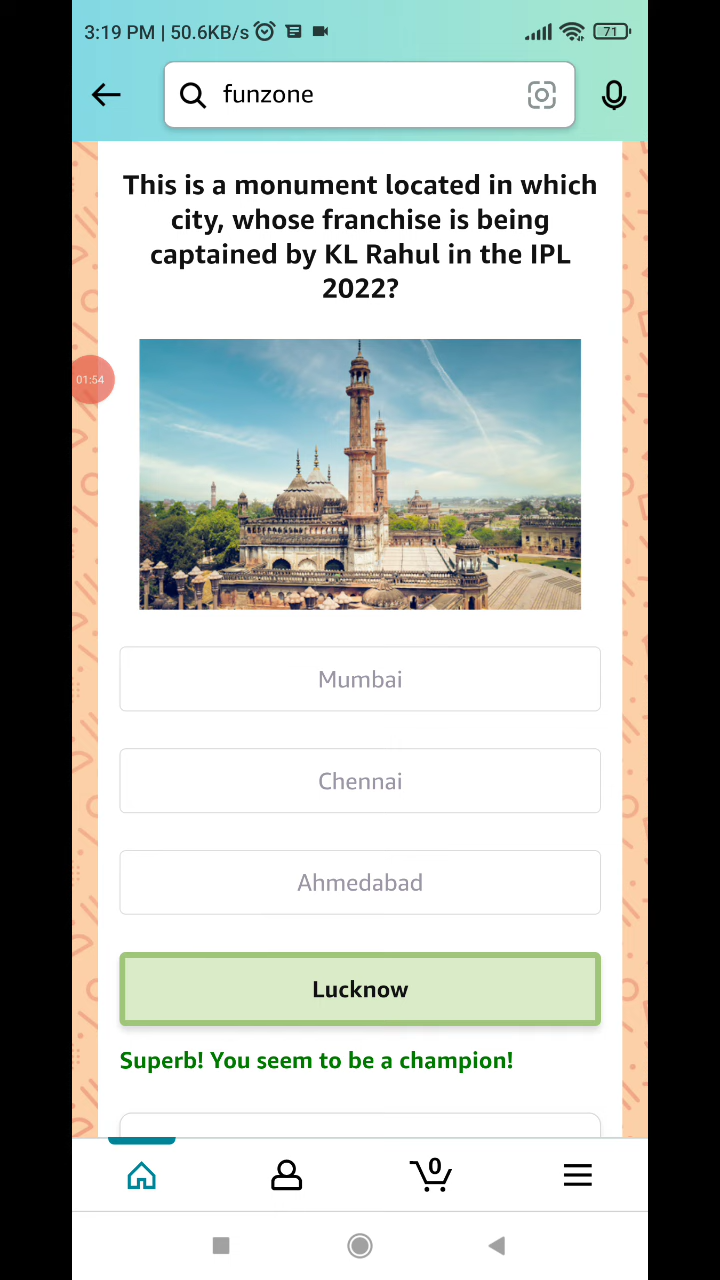 3:19 PM | 50.6KB/s
71
funzone
This is a monument located in which
city, whose franchise is being
captained by KL Rahul in the IPL
2022?
01:54
Mumbai
Chennai
Ahmedabad
Lucknow
Superb! You seem to be a champion!
0